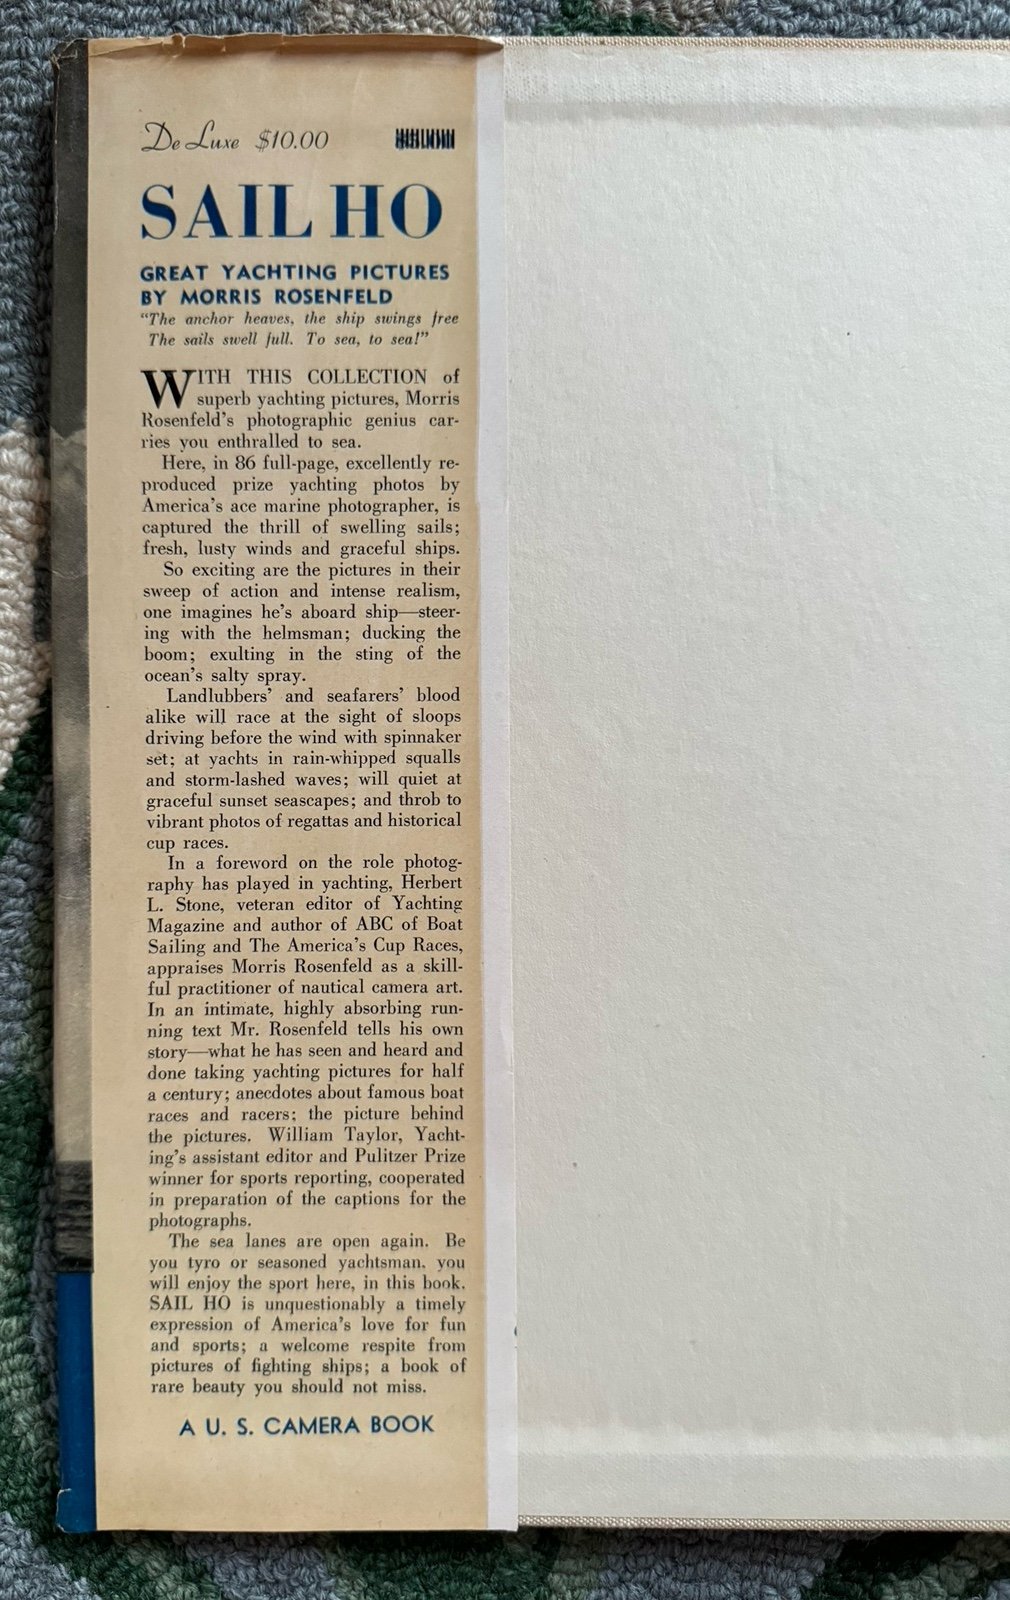 De Luxe $10.00
SAIL HO
GREAT YACHTING PICTURES
BY MORRIS ROSENFELD
"The anchor heaves, the ship swings free
The sails swell full. To sea, to sea!"
WITH THIS COLLECTION of
superb yachting pictures, Morris
Rosenfeld's photographic genius car-
ries you enthralled to sea.
Here, in 86 full-page, excellently re-
produced prize yachting photos by
America's ace marine photographer, is
captured the thrill of swelling sails;
fresh, lusty winds and graceful ships.
So exciting are the pictures in their
sweep of action and intense realism,
one imagines he's aboard ship—steer-
ing with the helmsman; ducking the
boom; exulting in the sting of the
ocean's salty spray.
Landlubbers' and seafarers' blood
alike will race at the sight of sloops
driving before the wind with spinnaker
set; at yachts in rain-whipped squalls
and storm-lashed waves; will quiet at
graceful sunset seascapes; and throb to
vibrant photos of regattas and historical
cup races.
In a foreword on the role photog-
raphy has played in yachting, Herbert
L. Stone, veteran editor of Yachting
Magazine and author of ABC of Boat
Sailing and The America's Cup Races,
appraises Morris Rosenfeld as a skill-
ful practitioner of nautical camera art.
In an intimate, highly absorbing run-
ning text Mr. Rosenfeld tells his own
story—what he has seen and heard and
done taking yachting pictures for half
a century; anecdotes about famous boat
races and racers; the picture behind
the pictures. William Taylor, Yacht-
ing's assistant editor and Pulitzer Prize
winner for sports reporting, cooperated
in preparation of the captions for the
photographs.
The sea lanes are open again. Be
you tyro or seasoned yachtsman, you
will enjoy the sport here, in this book.
SAIL HO is unquestionably a timely
expression of America's love for fun
and sports; a welcome respite from
pictures of fighting ships; a book of
rare beauty you should not miss.
A U. S. CAMERA BOOK